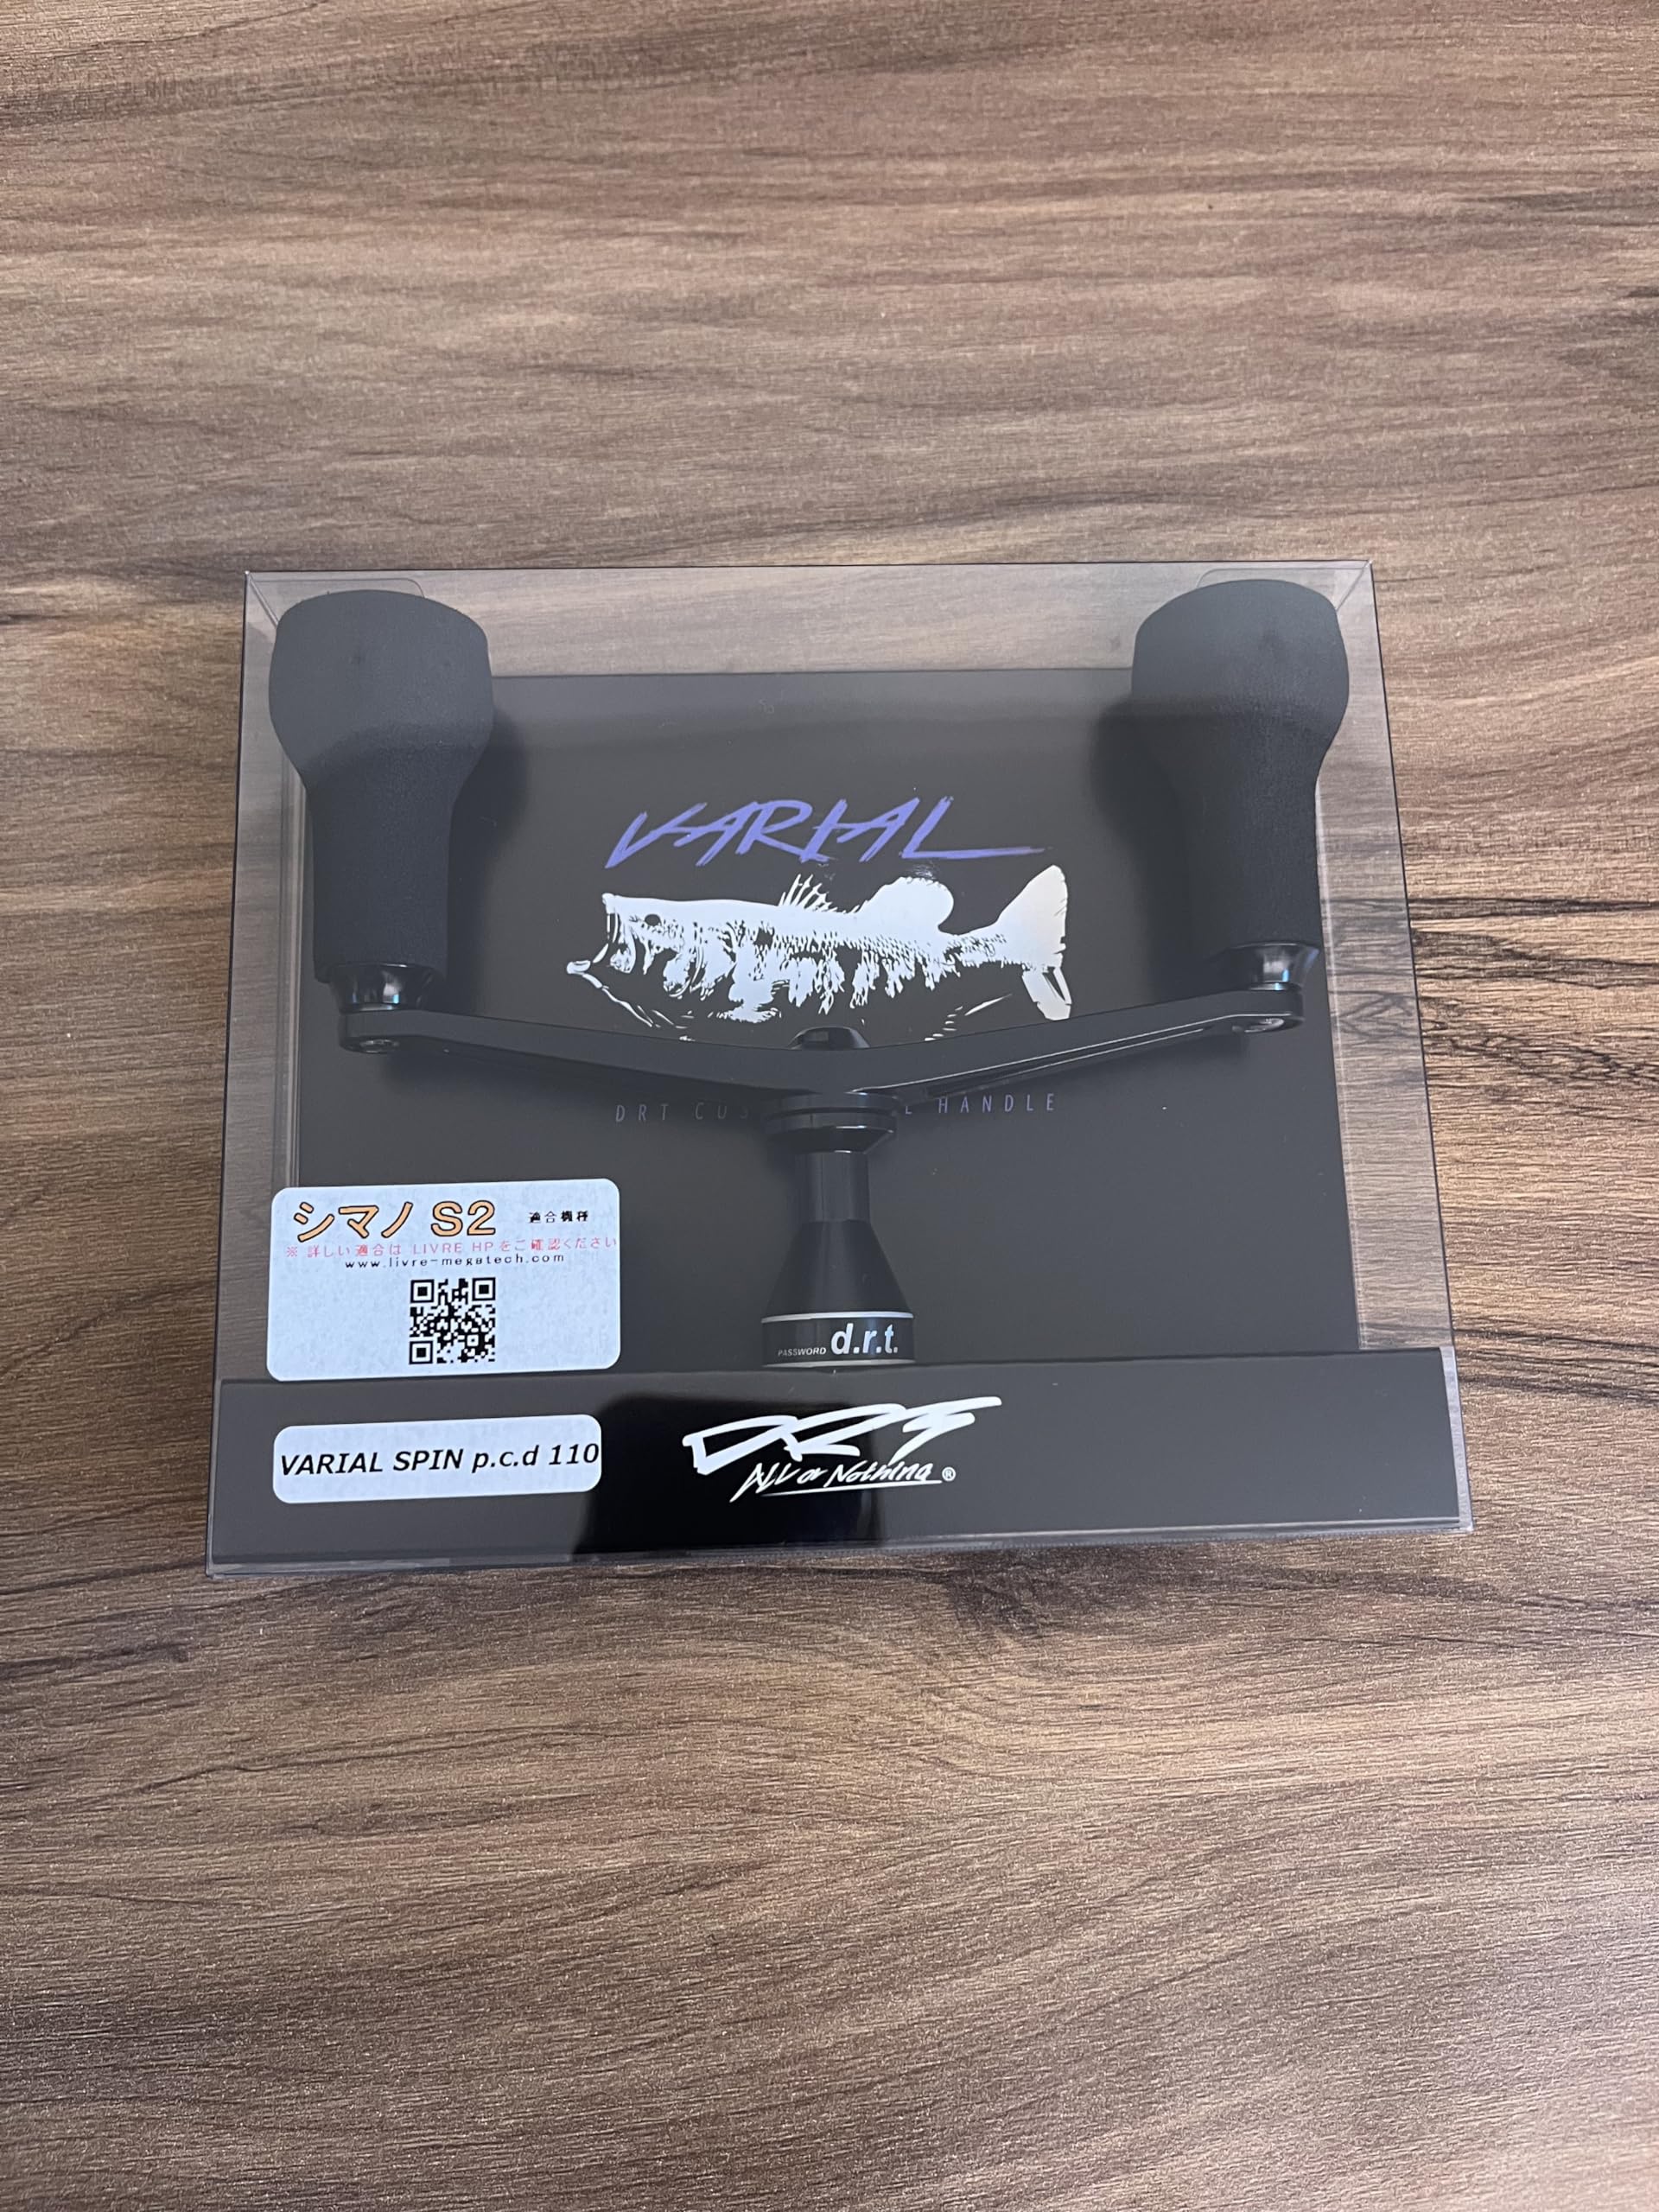 VARIAL
DRT CUS L HANDLE
シマノ S2 適合機種
※ 詳しい適合は LIVRE HP をご確認ください
www.livre-megatech.com
PASSWORD d.r.t.
VARIAL SPIN p.c.d 110
DRT
ALL or Nothing®